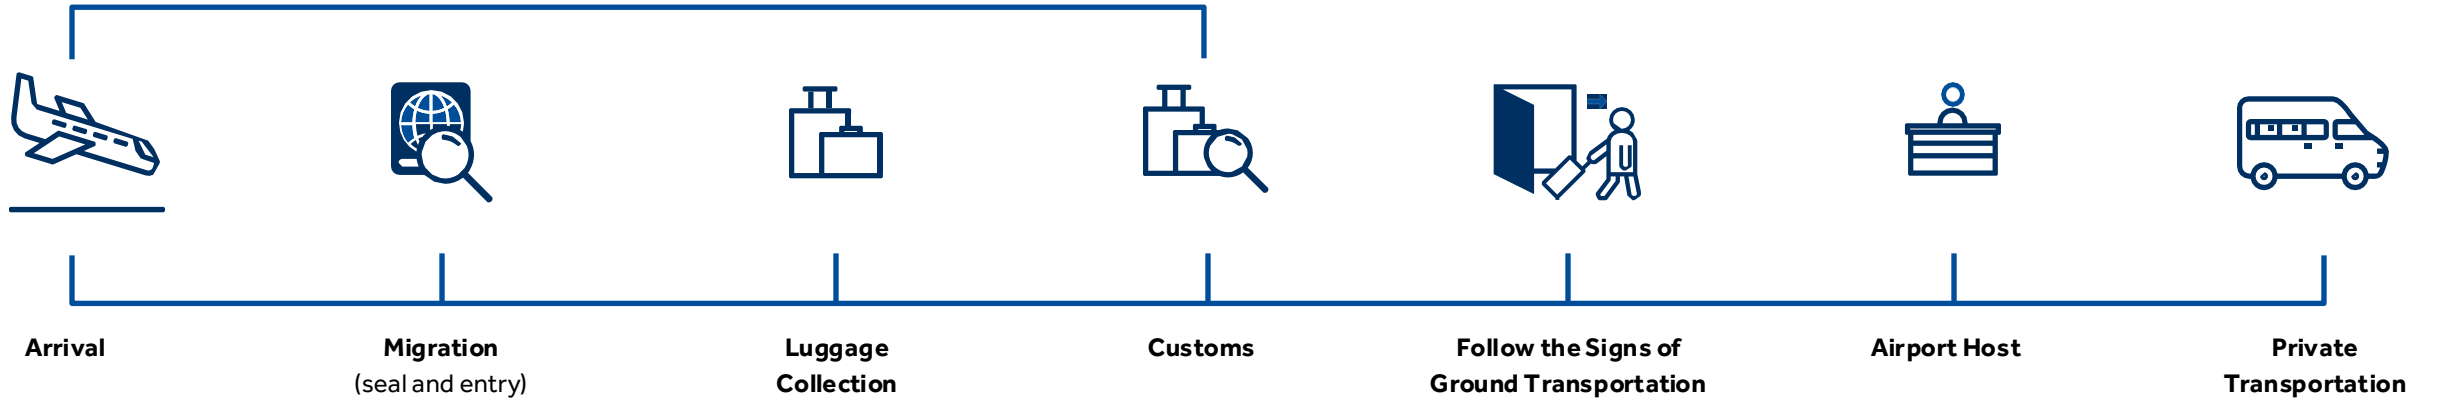 Arrival
Migration
(seal and entry)
Luggage
Collection
Customs
Follow the Signs of
Ground Transportation
Airport Host
Private
Transportation